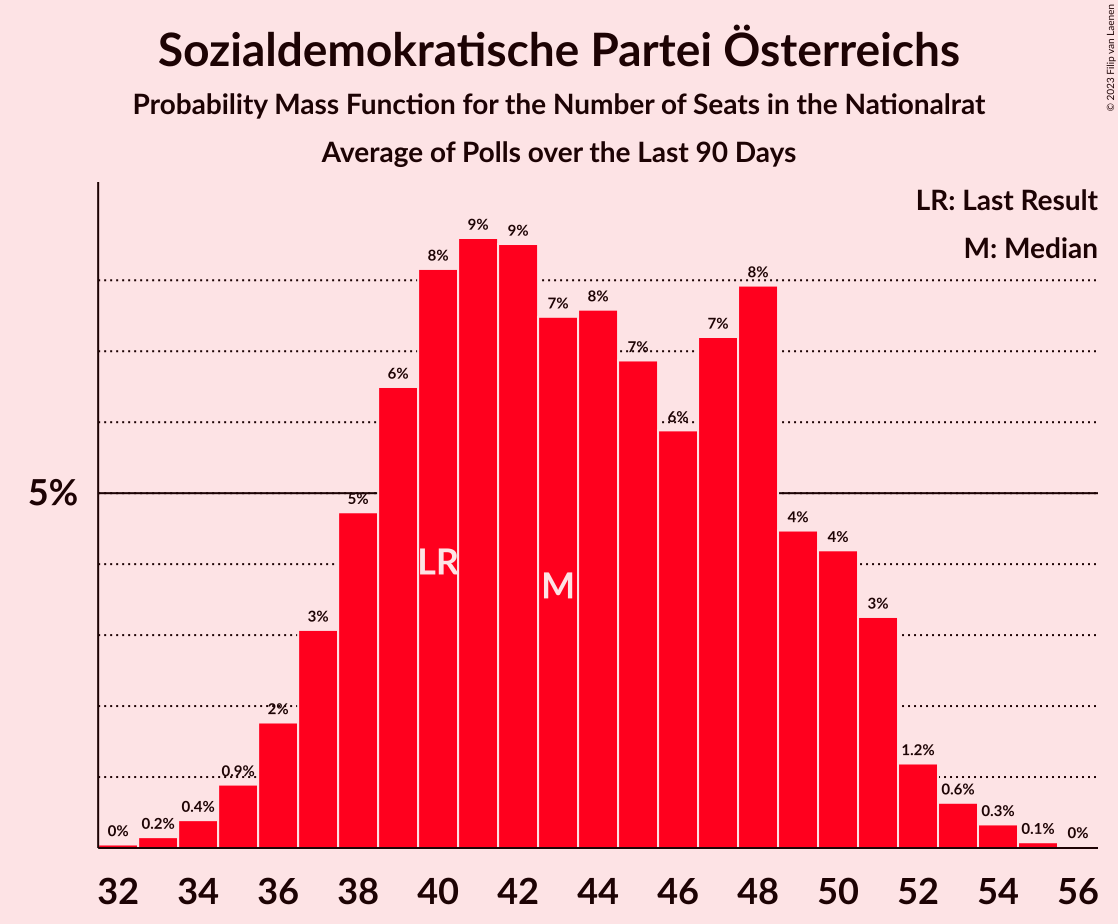 Sozialdemokratische Partei Österreichs
Probability Mass Function for the Number of Seats in the Nationalrat
Average of Polls over the Last 90 Days
© 2023 Filip van Laenen
LR: Last Result
M: Median
5%
0%
0.2%
0.4%
0.9%
2%
3%
5%
6%
8%
9%
9%
7%
8%
7%
6%
7%
8%
4%
4%
3%
1.2%
0.6%
0.3%
0.1%
0%
LR
M
32 34 36 38 40 42 44 46 48 50 52 54 56